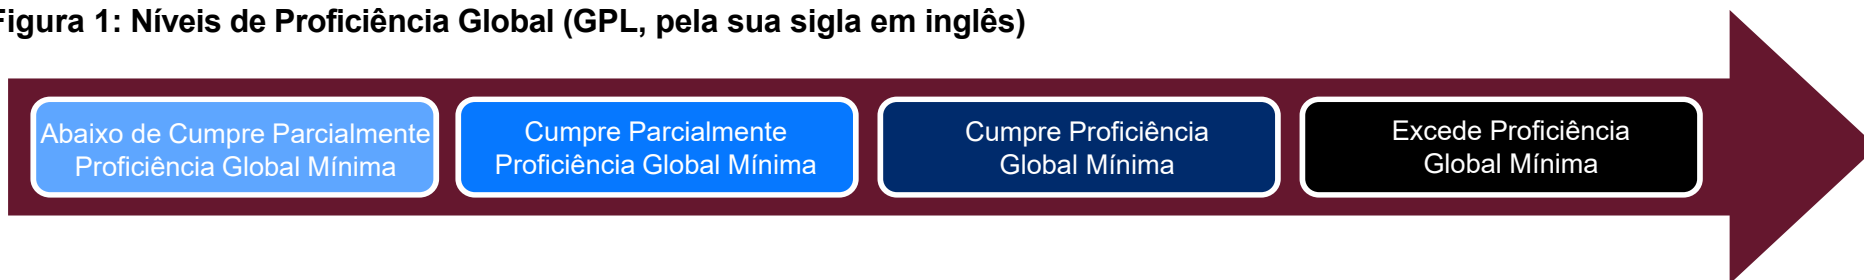 Figura 1: Níveis de Proficiência Global (GPL, pela sua sigla em inglês)
Abaixo de Cumpre Parcialmente
Proficiência Global Mínima
Cumpre Parcialmente
Proficiência Global Mínima
Cumpre Proficiência
Global Mínima
Excede Proficiência
Global Mínima